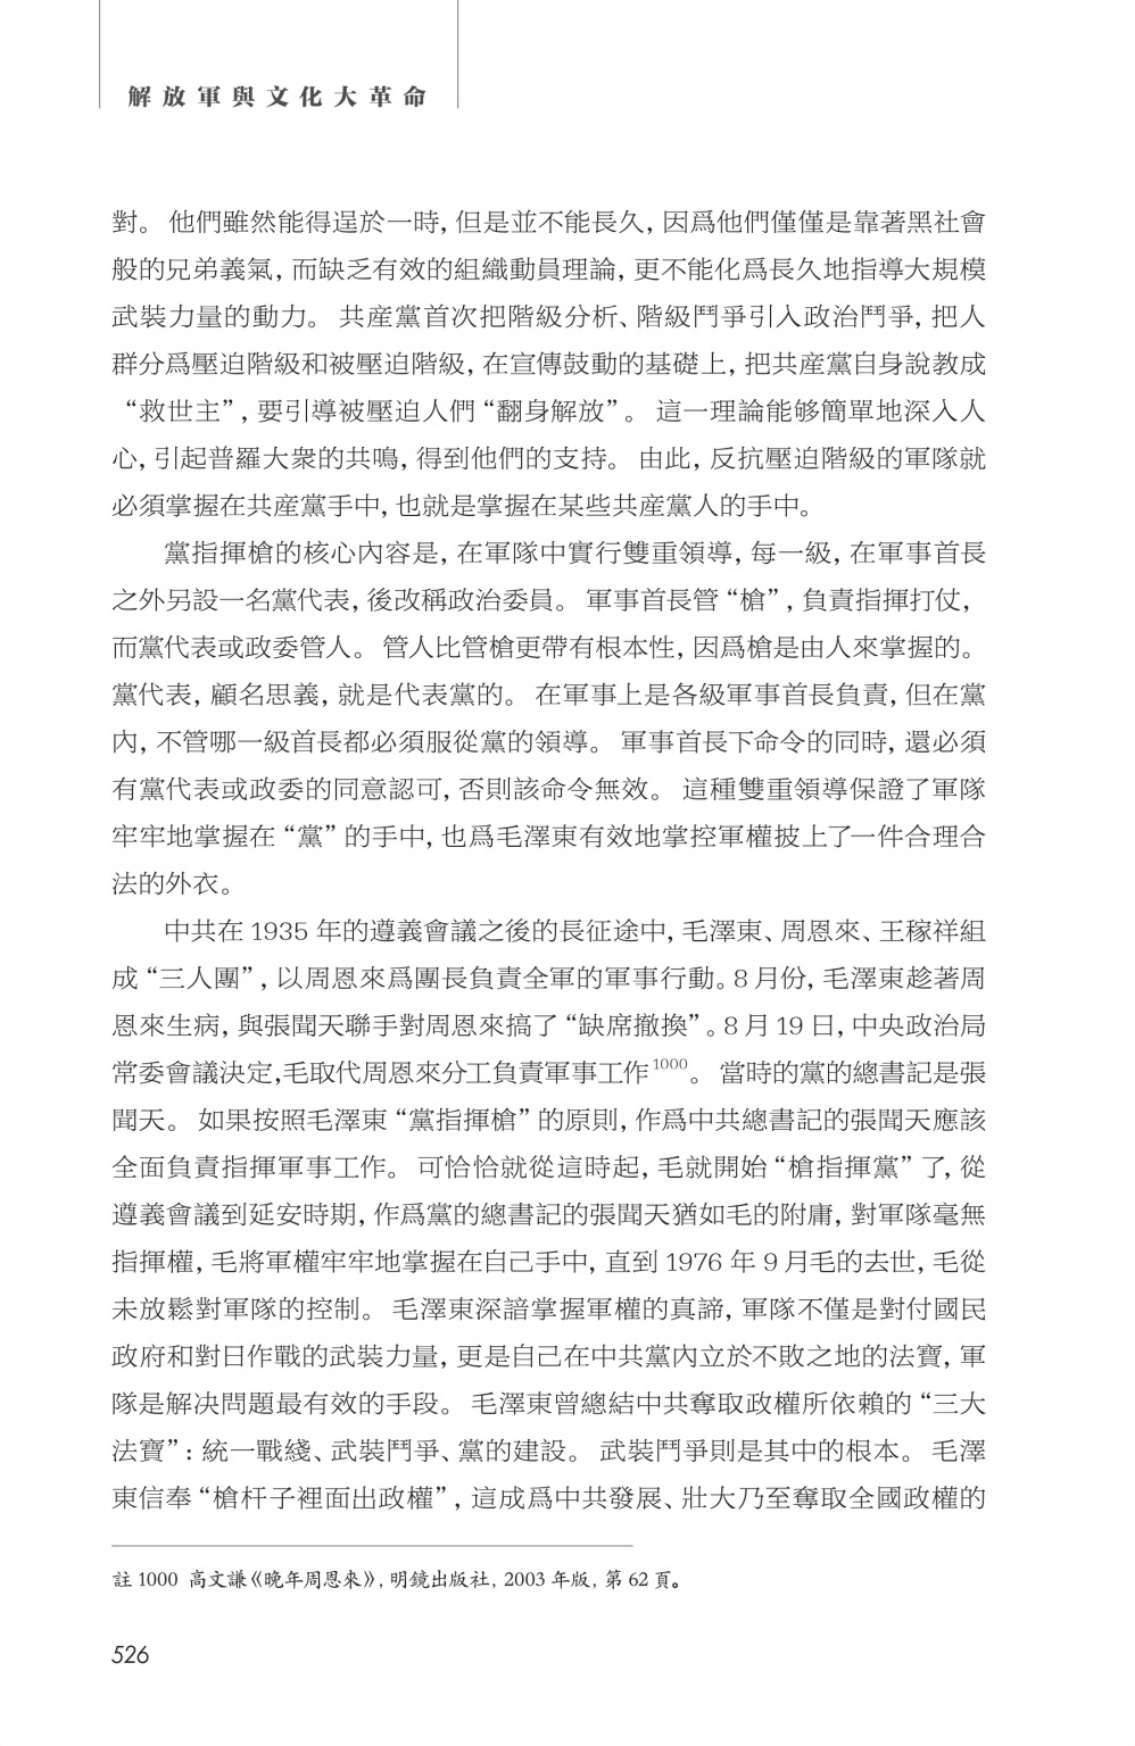 解放軍與文化大革命
對。 他們雖然能得逞於一時, 但是並不能長久, 因爲他們僅僅是靠著黑社會
般的兄弟義氣, 而缺乏有效的組織動員理論, 更不能化爲長久地指導大規模
武裝力量的動力。 共産黨首次把階級分析、階級鬥爭引入政治鬥爭, 把人
群分爲壓迫階級和被壓迫階級, 在宣傳鼓動的基礎上, 把共産黨自身說教成
“救世主”, 要引導被壓迫人們“翻身解放”。 這一理論能够簡單地深入人
心, 引起普羅大衆的共鳴, 得到他們的支持。 由此, 反抗壓迫階級的軍隊就
必須掌握在共産黨手中, 也就是掌握在某些共産黨人的手中。
黨指揮槍的核心內容是, 在軍隊中實行雙重領導, 每一級, 在軍事首長
之外另設一名黨代表, 後改稱政治委員。 軍事首長管“槍”, 負責指揮打仗,
而黨代表或政委管人。 管人比管槍更帶有根本性, 因爲槍是由人來掌握的。
黨代表, 顧名思義, 就是代表黨的。 在軍事上是各級軍事首長負責, 但在黨
內, 不管哪一級首長都必須服從黨的領導。 軍事首長下命令的同時, 還必須
有黨代表或政委的同意認可, 否則該命令無效。 這種雙重領導保證了軍隊
牢牢地掌握在“黨”的手中, 也爲毛澤東有效地掌控軍權披上了一件合理合
法的外衣。
中共在 1935 年的遵義會議之後的長征途中, 毛澤東、周恩來、王稼祥組
成“三人團”, 以周恩來爲團長負責全軍的軍事行動。8 月份, 毛澤東趁著周
恩來生病, 與張聞天聯手對周恩來搞了“缺席撤換”。8 月 19 日, 中央政治局
常委會議決定,毛取代周恩來分工負責軍事工作1000。 當時的黨的總書記是張
聞天。 如果按照毛澤東“黨指揮槍”的原則, 作爲中共總書記的張聞天應該
全面負責指揮軍事工作。 可恰恰就從這時起, 毛就開始“槍指揮黨”了, 從
遵義會議到延安時期, 作爲黨的總書記的張聞天猶如毛的附庸, 對軍隊毫無
指揮權, 毛將軍權牢牢地掌握在自己手中, 直到 1976 年 9 月毛的去世, 毛從
未放鬆對軍隊的控制。 毛澤東深諳掌握軍權的真諦, 軍隊不僅是對付國民
政府和對日作戰的武裝力量, 更是自己在中共黨內立於不敗之地的法寶, 軍
隊是解決問題最有效的手段。 毛澤東曾總結中共奪取政權所依賴的“三大
法寶”: 統一戰綫、武裝鬥爭、黨的建設。 武裝鬥爭則是其中的根本。 毛澤
東信奉“槍杆子裡面出政權”, 這成爲中共發展、壯大乃至奪取全國政權的
註 1000 高文謙《晚年周恩來》, 明鏡出版社, 2003 年版, 第 62 頁。
526